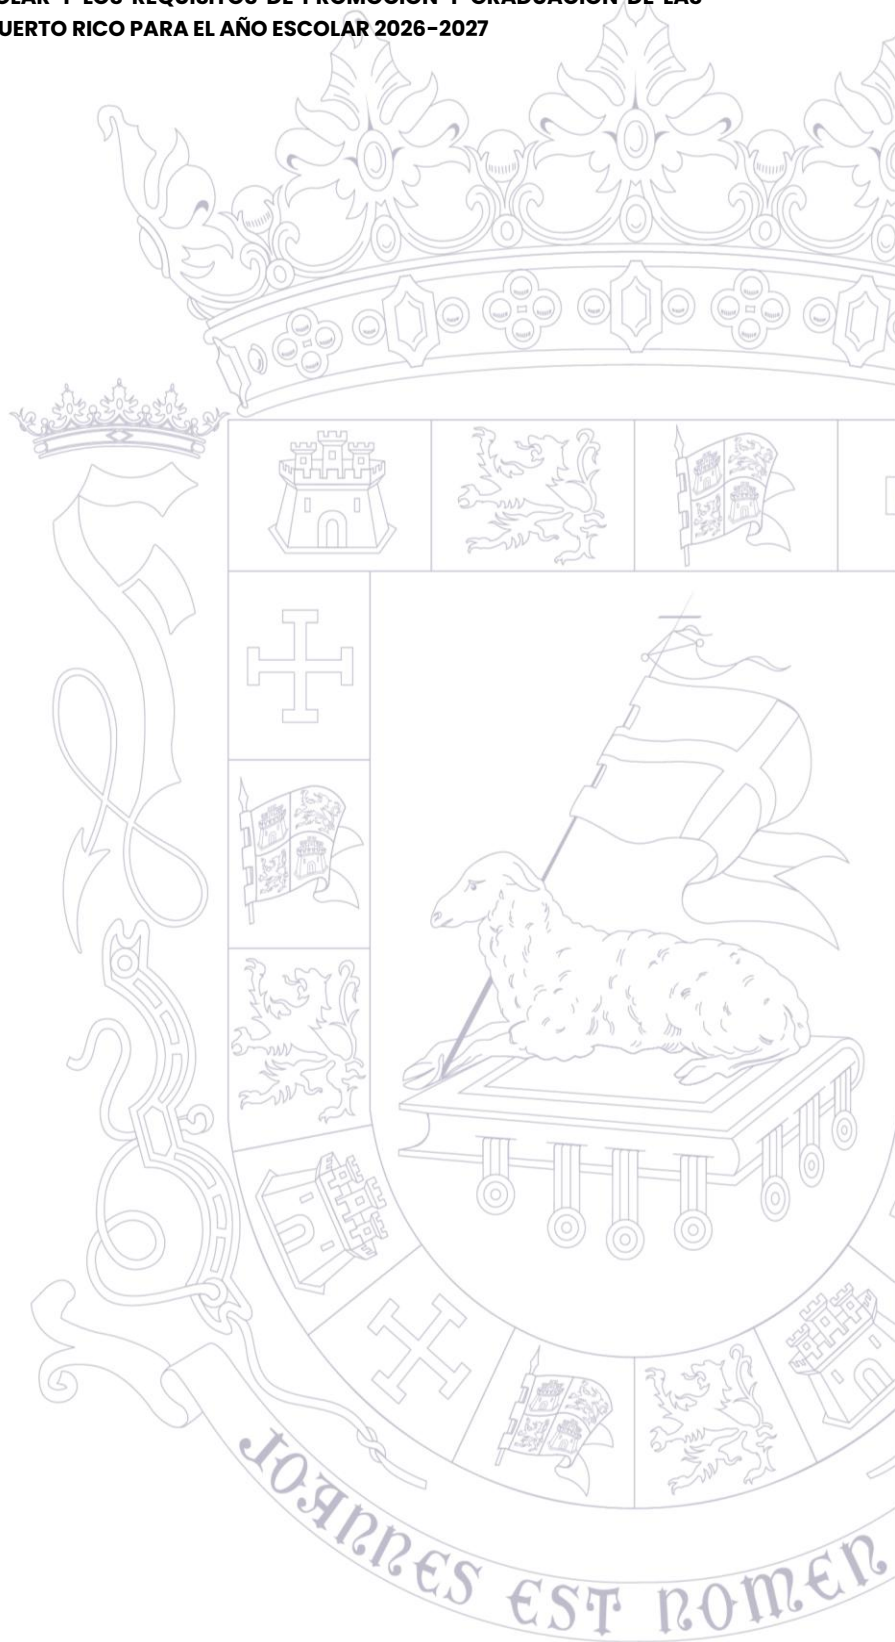 Y LOS REQUISITOS DE PROMOCIÓN Y GRADUACIÓN DE LAS
UERTO RICO PARA EL AÑO ESCOLAR 2026-2027
JOANNES EST NOMEN